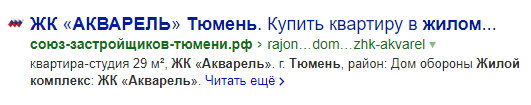 ЖК «АКВАРЕЛЬ» Тюмень. Купить квартиру в жилом...
союз-застройщиков-тюмени.рф › rajon...dom...zhk-akvarel
квартира-студия 29 м², ЖК «Акварель». г. Тюмень, район: Дом обороны Жилой
комплекс: ЖК «Акварель». Читать ещё ›